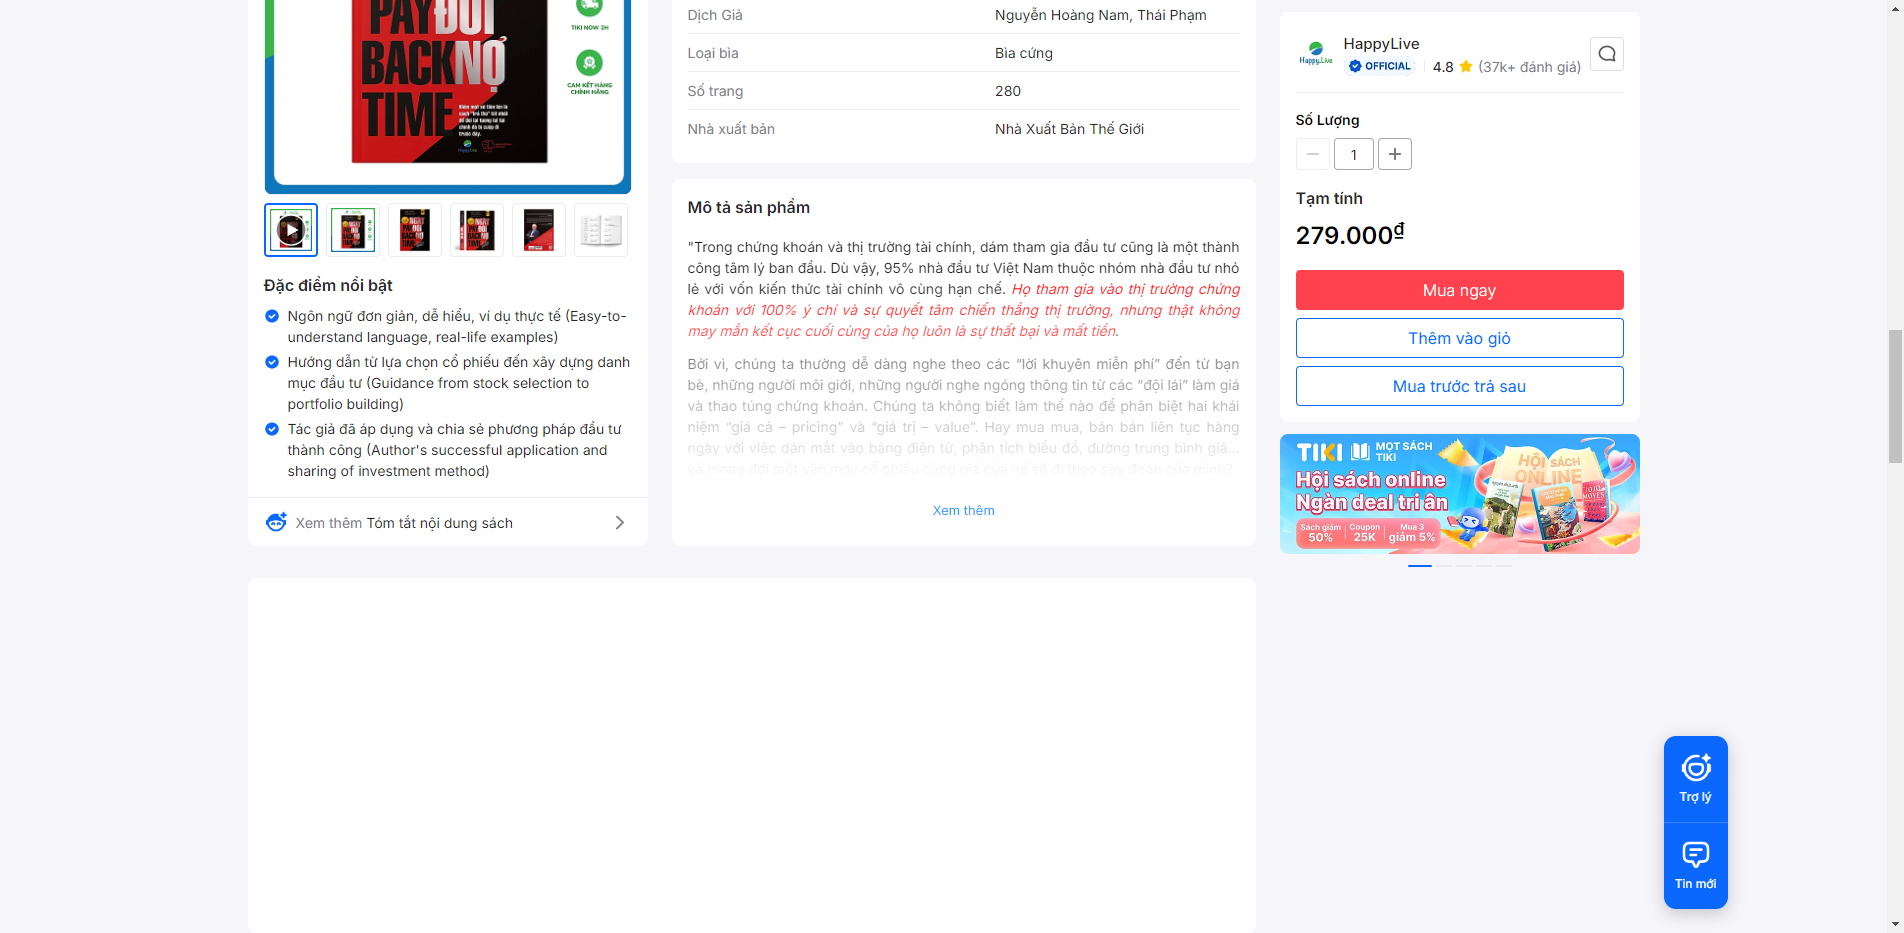 PAY ĐÒI
BACK NỢ
TIME
HappyLive
TIKI NOW 2H
CAM KẾT HÀNG
CHÍNH HÃNG
Đặc điểm nổi bật
Ngôn ngữ đơn giản, dễ hiểu, ví dụ thực tế (Easy-to-
understand language, real-life examples)
Hướng dẫn từ lựa chọn cổ phiếu đến xây dựng danh
mục đầu tư (Guidance from stock selection to
portfolio building)
Tác giả đã áp dụng và chia sẻ phương pháp đầu tư
thành công (Author's successful application and
sharing of investment method)
Xem thêm Tóm tắt nội dung sách
Dịch Giả Nguyễn Hoàng Nam, Thái Phạm
Loại bìa Bìa cứng
Số trang 280
Nhà xuất bản Nhà Xuất Bản Thế Giới
Mô tả sản phẩm
"Trong chứng khoán và thị trường tài chính, dám tham gia đầu tư cũng là một thành
công tâm lý ban đầu. Dù vậy, 95% nhà đầu tư Việt Nam thuộc nhóm nhà đầu tư nhỏ
lẻ với vốn kiến thức tài chính vô cùng hạn chế. Họ tham gia vào thị trường chứng
khoán với 100% ý chí và sự quyết tâm chiến thắng thị trường, nhưng thật không
may mắn kết cục cuối cùng của họ luôn là sự thất bại và mất tiền.
Bởi vì, chúng ta thường dễ dàng nghe theo các “lời khuyên miễn phí” đến từ bạn
bè, những người môi giới, những người nghe ngóng thông tin từ các “đội lái” làm giá
và thao túng chứng khoán. Chúng ta không biết làm thế nào để phân biệt hai khái
niệm “giá cả – pricing” và “giá trị – value”. Hay mua mua, bán bán liên tục hàng
ngày với việc dán mắt vào bảng điện tử, phân tích biểu đồ, đường trung bình giá...
và mong đợi một vận may cổ phiếu tăng giá của nó sẽ đi theo suy đoán của mình?
Xem thêm
HappyLive
HappyLive
OFFICIAL 4.8 (37k+ đánh giá)
Số Lượng
1
Tạm tính
279.000₫
Mua ngay
Thêm vào giỏ
Mua trước trả sau
TIKI MỌT SÁCH
TIKI
Hội sách online
Ngàn deal tri ân
HỘI SÁCH
ONLINE
Sách giảm
50%
Coupon
25K
Mua 3
giảm 5%
Trợ lý
Tin mới